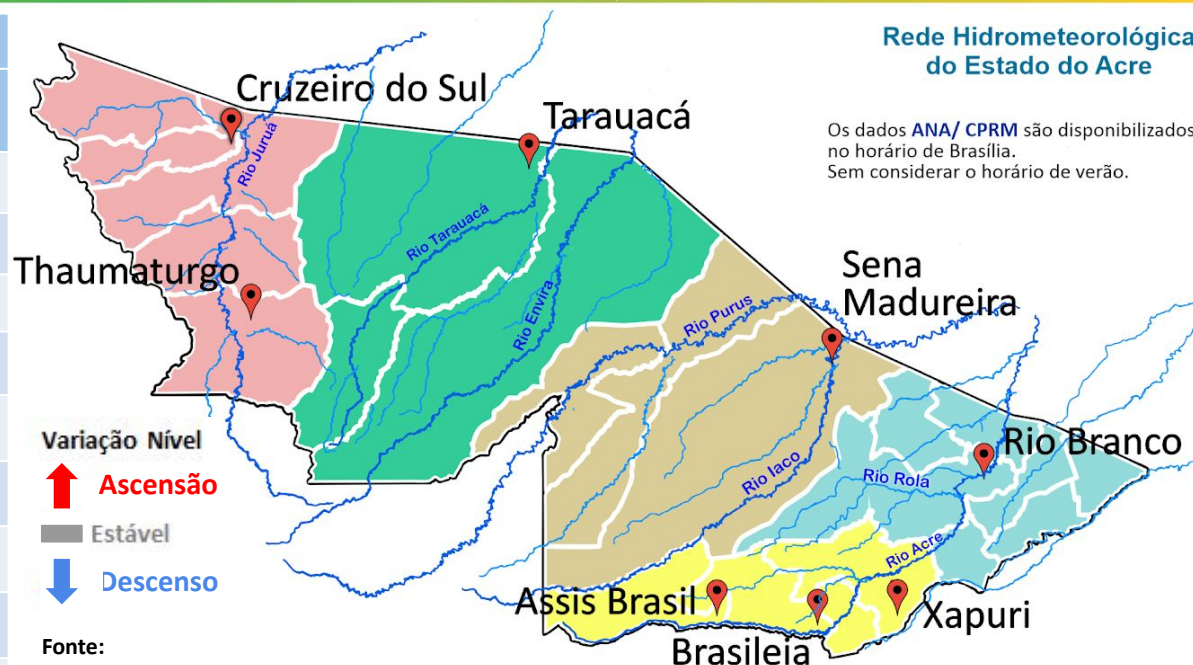 Rede Hidrometeorológica
do Estado do Acre
Os dados ANA/ CPRM são disponibilizados
no horário de Brasília.
Sem considerar o horário de verão.
Cruzeiro do Sul
Tarauacá
Rio Juruá
Rio Tarauacá
Thaumaturgo
Rio Envira
Sena
Madureira
Rio Purus
Variação Nível
Ascensão
Estável
Descenso
Rio Branco
Rio Iaco
Rio Rola
Rio Acre
Assis Brasil
Xapuri
Brasileia
Fonte: